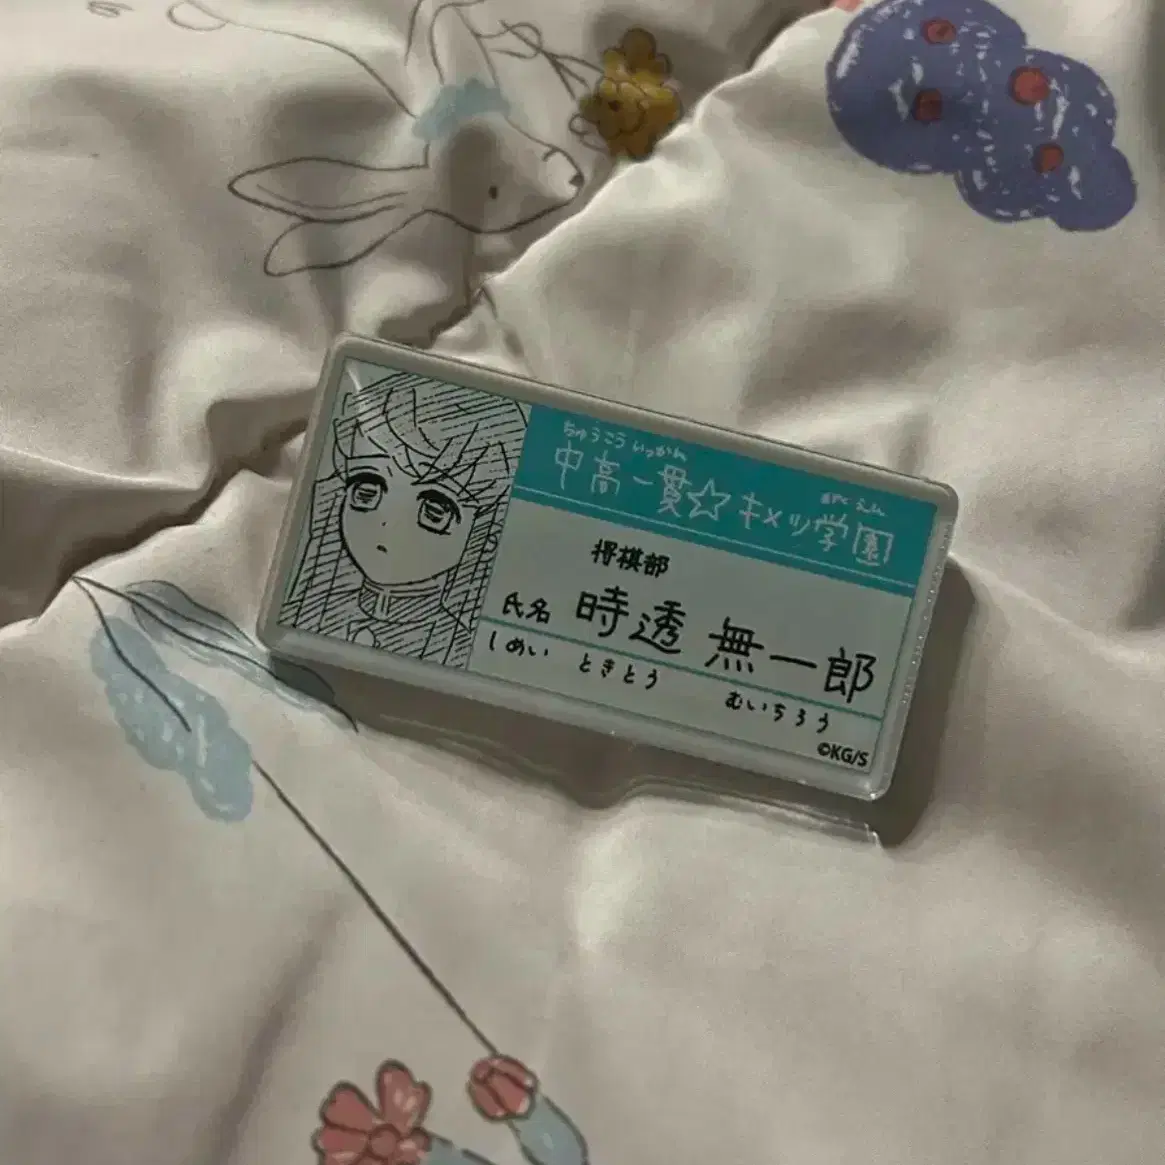 ちゅうこう いっかん
がくえん
中高一貫☆キメツ学園
将棋部
氏名 時透 無一郎
しめい ときとう むいちろう
©KG/S